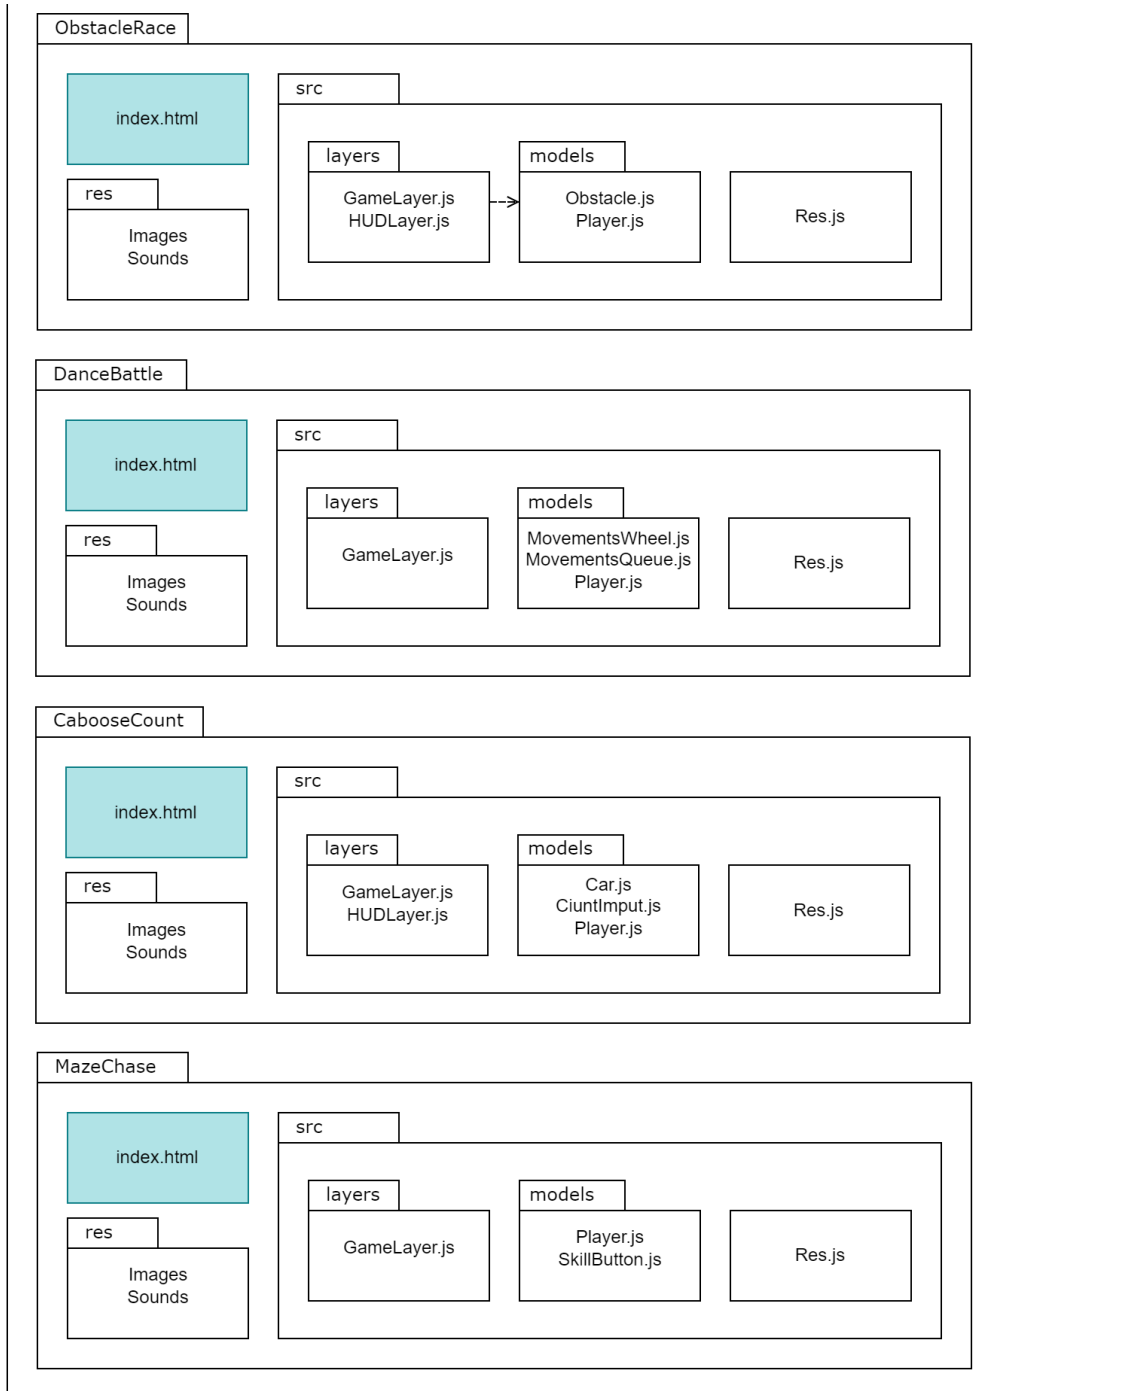 ObstacleRace
index.html
src
layers
models
GameLayer.js
HUDLayer.js
Obstacle.js
Player.js
Res.js
res
Images
Sounds
DanceBattle
index.html
src
layers
models
GameLayer.js
MovementsWheel.js
MovementsQueue.js
Player.js
Res.js
res
Images
Sounds
CabooseCount
index.html
src
layers
models
GameLayer.js
HUDLayer.js
Car.js
CiuntImput.js
Player.js
Res.js
res
Images
Sounds
MazeChase
index.html
src
layers
models
GameLayer.js
Player.js
SkillButton.js
Res.js
res
Images
Sounds